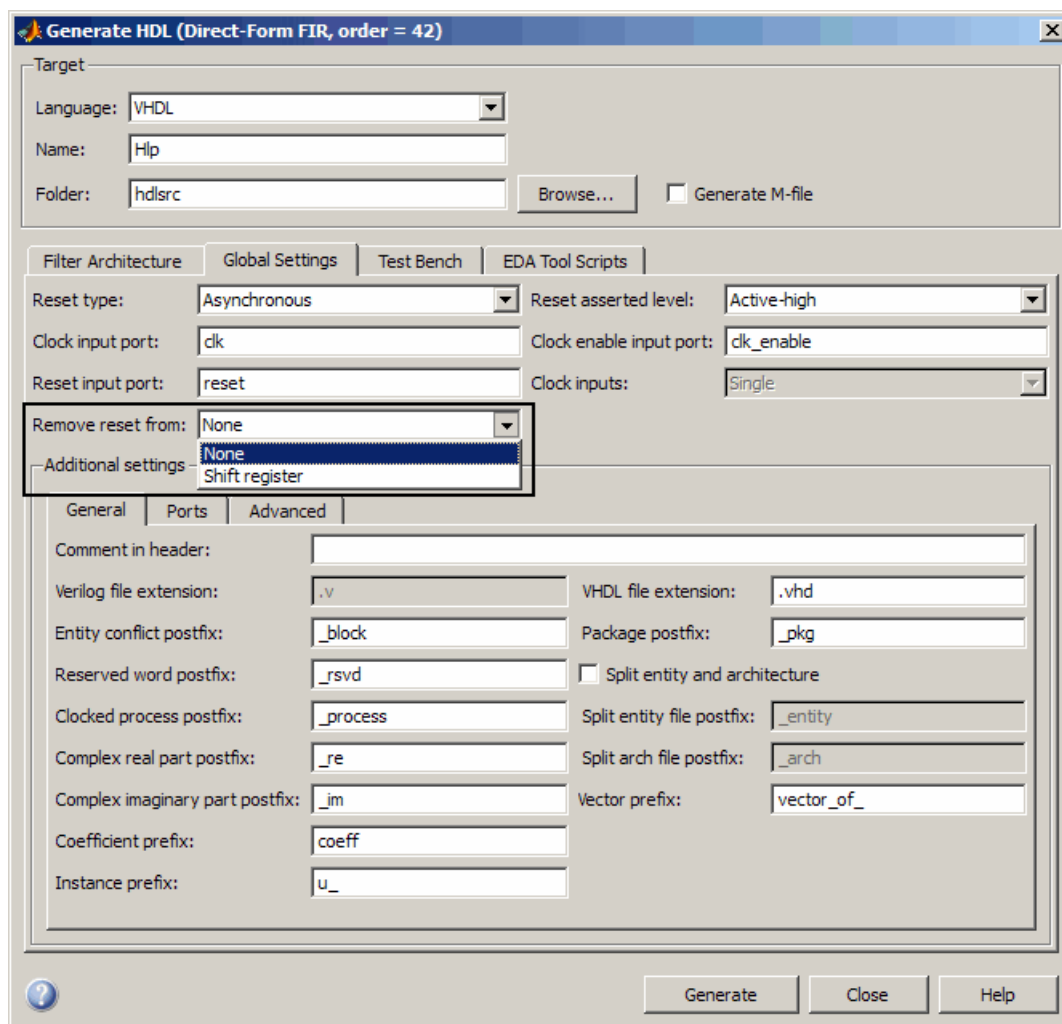 Generate HDL (Direct-Form FIR, order = 42)
Target
Language: VHDL
Name: Hlp
Folder: hdlsrc Browse... Generate M-file
Filter Architecture Global Settings Test Bench EDA Tool Scripts
Reset type: Asynchronous Reset asserted level: Active-high
Clock input port: clk Clock enable input port: clk_enable
Reset input port: reset Clock inputs: Single
Remove reset from: None
None
Additional settings
Shift register
General Ports Advanced
Comment in header:
Verilog file extension: .v VHDL file extension: .vhd
Entity conflict postfix: _block Package postfix: _pkg
Reserved word postfix: _rsvd Split entity and architecture
Clocked process postfix: _process Split entity file postfix: _entity
Complex real part postfix: _re Split arch file postfix: _arch
Complex imaginary part postfix: _im Vector prefix: vector_of_
Coefficient prefix: coeff
Instance prefix: u_
? Generate Close Help